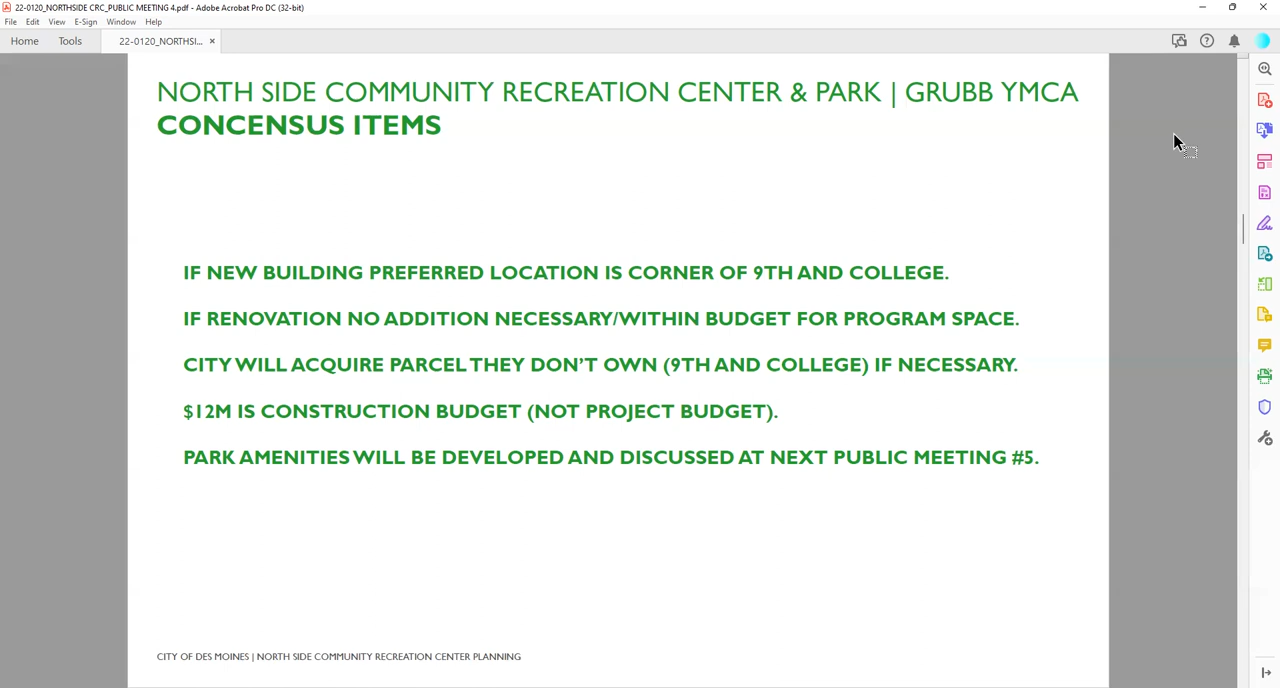 22-0120_NORTHSIDE CRC_PUBLIC MEETING 4.pdf - Adobe Acrobat Pro DC (32-bit)
File Edit View E-Sign Window Help
Home Tools 22-0120_NORTHSI... ×
NORTH SIDE COMMUNITY RECREATION CENTER & PARK | GRUBB YMCA
CONCENSUS ITEMS
IF NEW BUILDING PREFERRED LOCATION IS CORNER OF 9TH AND COLLEGE.
IF RENOVATION NO ADDITION NECESSARY/WITHIN BUDGET FOR PROGRAM SPACE.
CITY WILL ACQUIRE PARCEL THEY DON'T OWN (9TH AND COLLEGE) IF NECESSARY.
$12M IS CONSTRUCTION BUDGET (NOT PROJECT BUDGET).
PARK AMENITIES WILL BE DEVELOPED AND DISCUSSED AT NEXT PUBLIC MEETING #5.
CITY OF DES MOINES | NORTH SIDE COMMUNITY RECREATION CENTER PLANNING